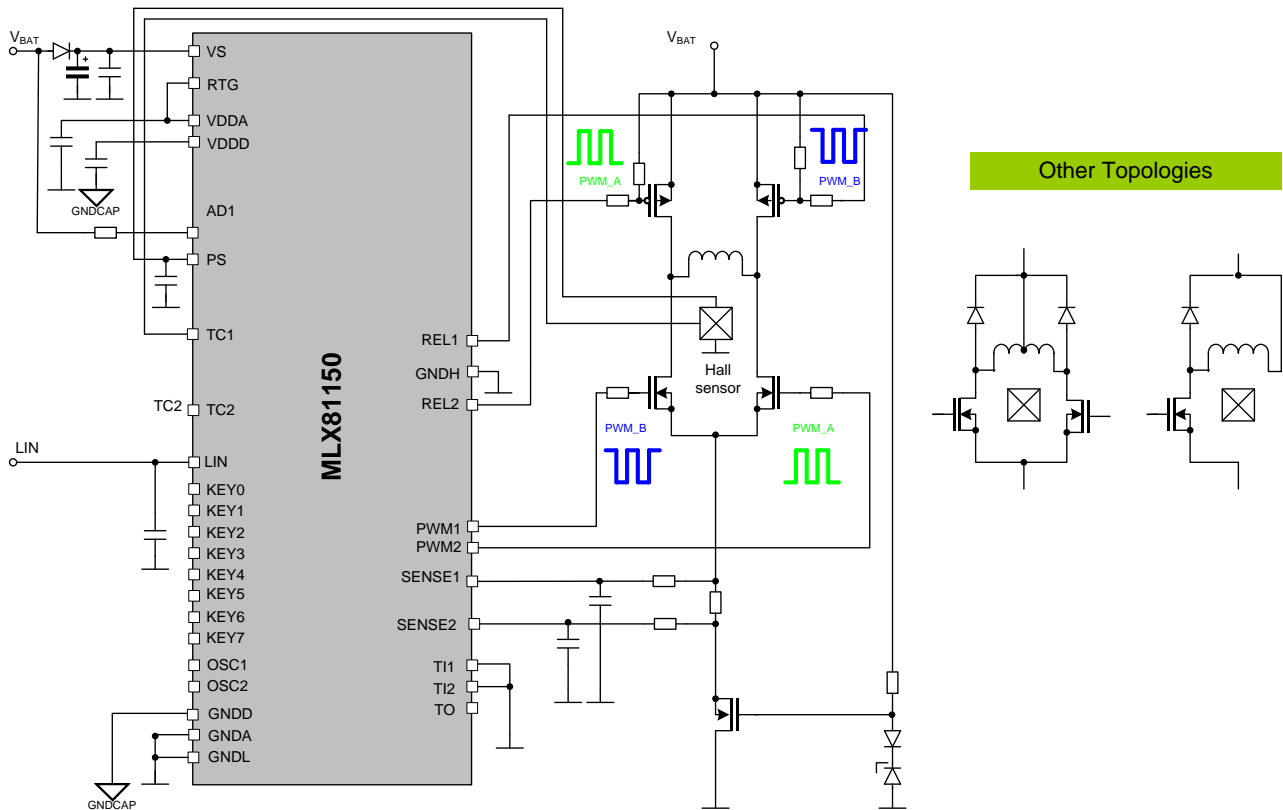 V_BAT
VS
RTG
VDDA
VDDD
GNDCAP
AD1
PS
TC1
TC2
TC2
LIN
LIN
KEY0
KEY1
KEY2
KEY3
KEY4
KEY5
KEY6
KEY7
OSC1
OSC2
GNDD
GNDA
GNDL
GNDCAP
MLX81150
REL1
GNDH
REL2
PWM1
PWM2
SENSE1
SENSE2
TI1
TI2
TO
V_BAT
PWM_A
PWM_B
Hall
sensor
PWM_B
PWM_A
+
Other Topologies